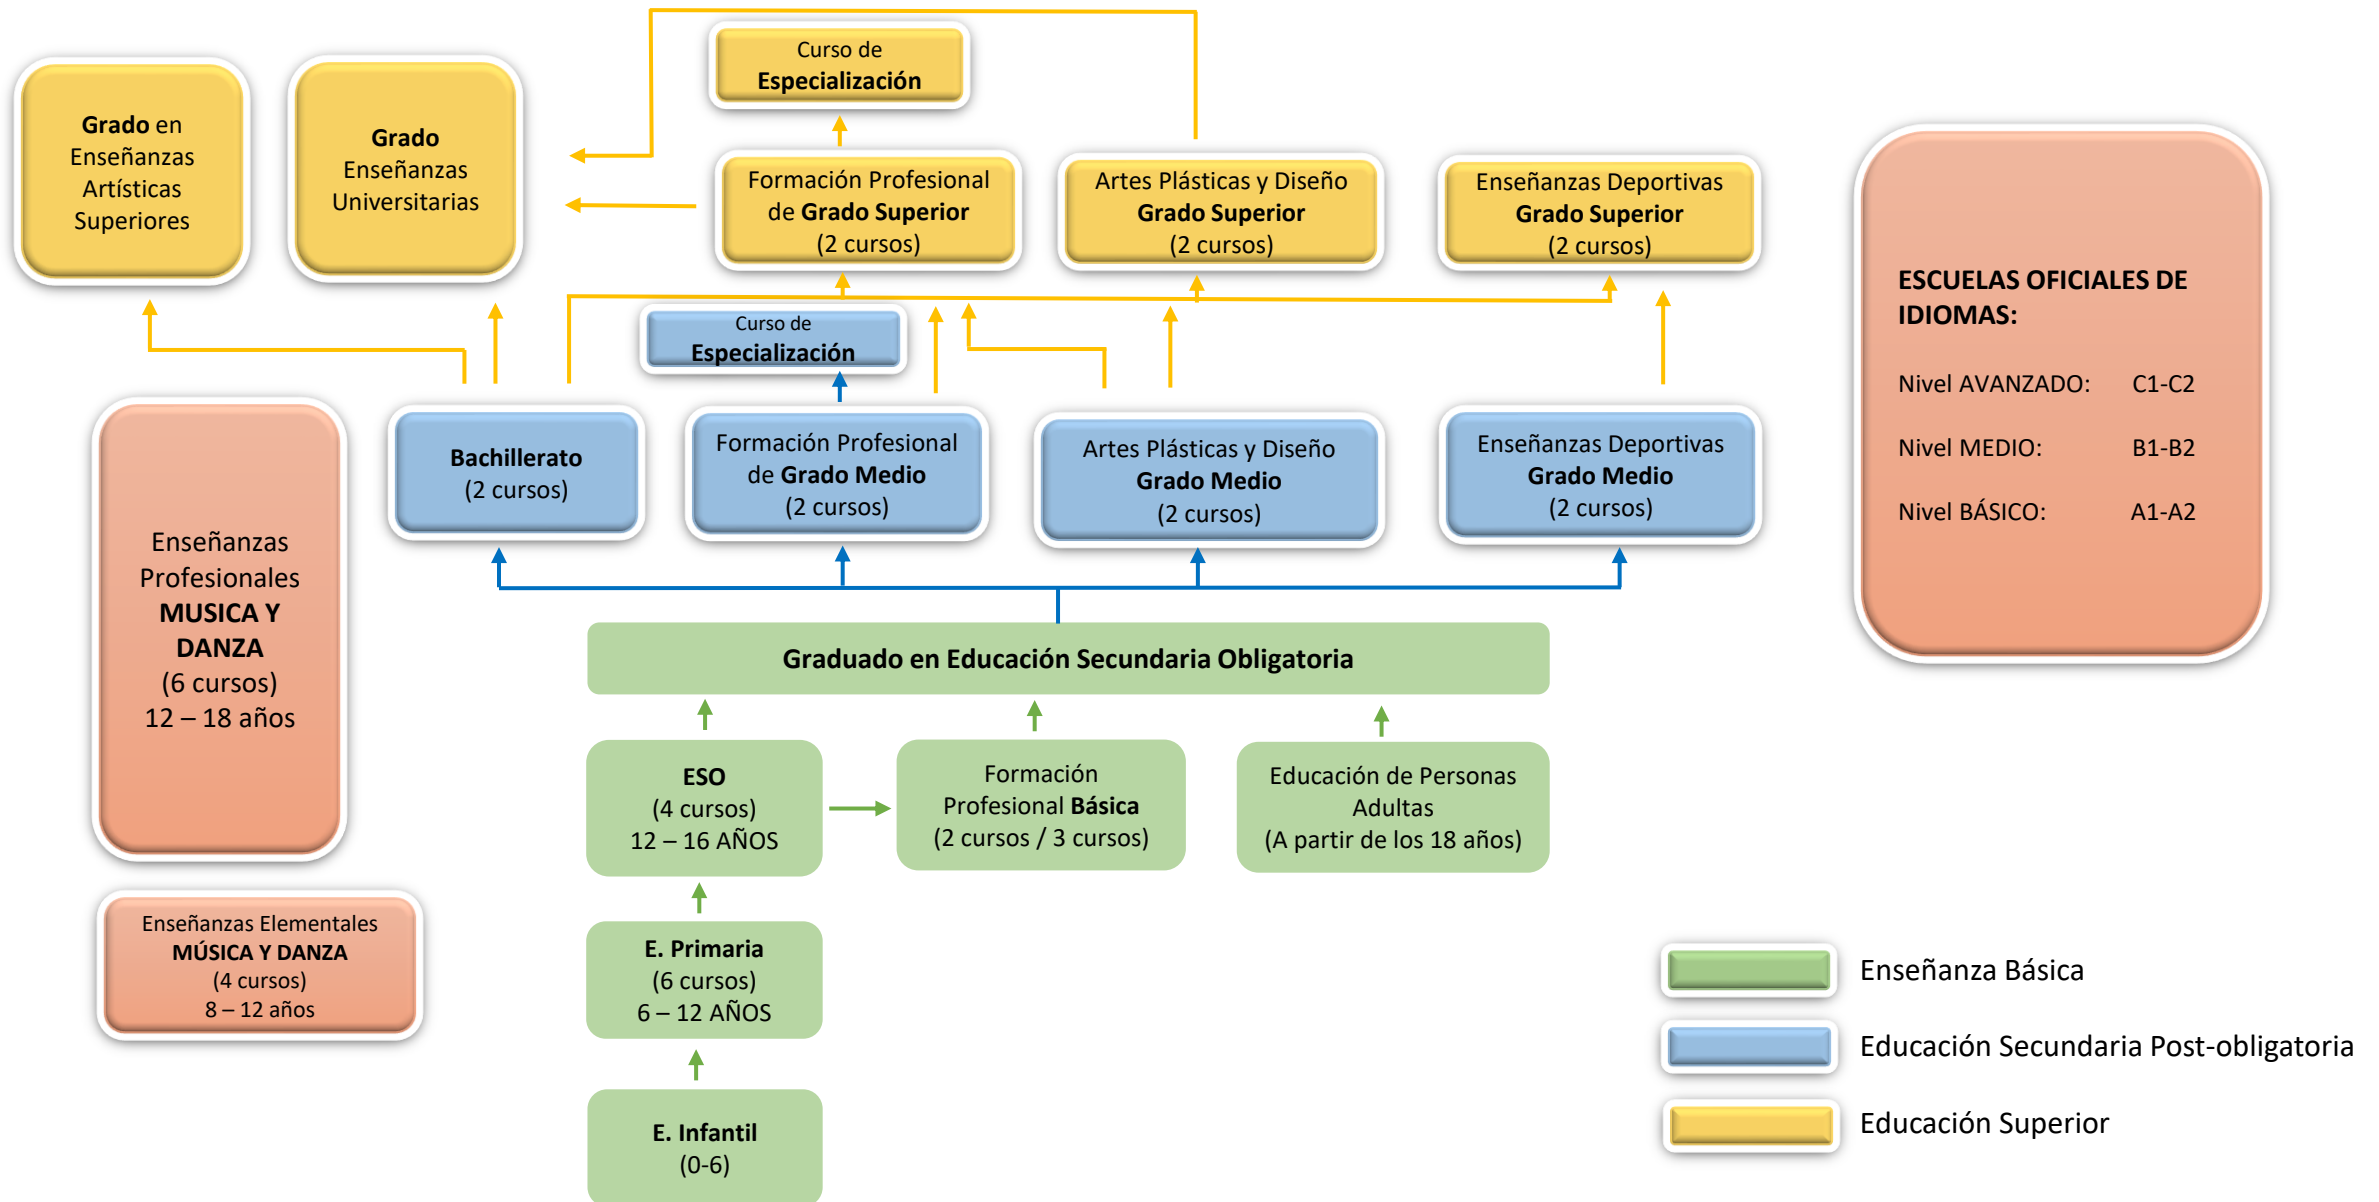 Curso de
Especialización
Grado en
Enseñanzas
Artísticas
Superiores
Grado
Enseñanzas
Universitarias
Formación Profesional
de Grado Superior
(2 cursos)
Artes Plásticas y Diseño
Grado Superior
(2 cursos)
Enseñanzas Deportivas
Grado Superior
(2 cursos)
ESCUELAS OFICIALES DE
IDIOMAS:
Nivel AVANZADO: C1-C2
Nivel MEDIO: B1-B2
Nivel BÁSICO: A1-A2
Curso de
Especialización
Bachillerato
(2 cursos)
Formación Profesional
de Grado Medio
(2 cursos)
Artes Plásticas y Diseño
Grado Medio
(2 cursos)
Enseñanzas Deportivas
Grado Medio
(2 cursos)
Enseñanzas
Profesionales
MUSICA Y
DANZA
(6 cursos)
12 – 18 años
Graduado en Educación Secundaria Obligatoria
ESO
(4 cursos)
12 – 16 AÑOS
Formación
Profesional Básica
(2 cursos / 3 cursos)
Educación de Personas
Adultas
(A partir de los 18 años)
Enseñanzas Elementales
MÚSICA Y DANZA
(4 cursos)
8 – 12 años
E. Primaria
(6 cursos)
6 – 12 AÑOS
E. Infantil
(0-6)
Enseñanza Básica
Educación Secundaria Post-obligatoria
Educación Superior